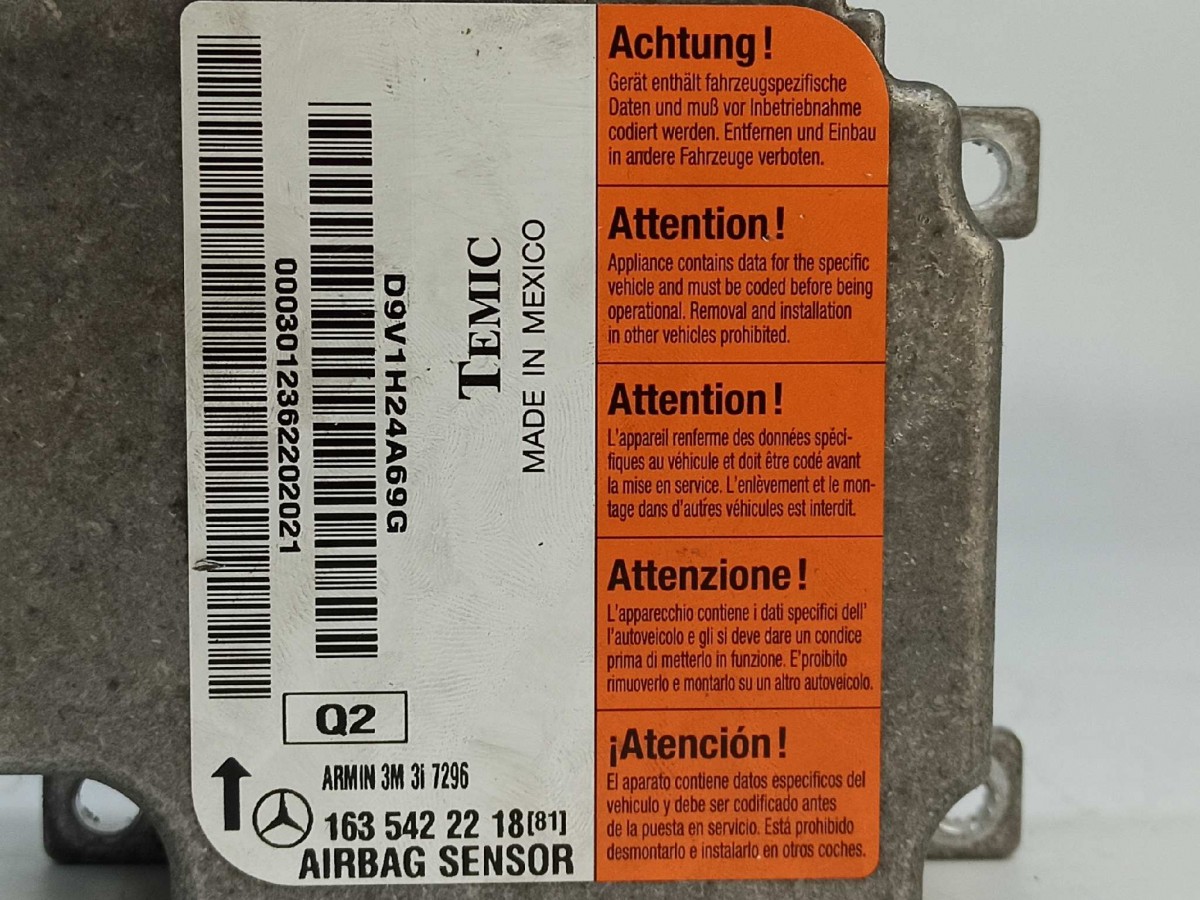 000301236220202​1
D9V1H24A69G
TEMIC
MADE IN MEXICO
Q2
ARMIN 3M 3i 7296
163 542 22 18[81]
AIRBAG SENSOR
Achtung!
Gerät enthält fahrzeugspezifische
Daten und muß vor Inbetriebnahme
codiert werden. Entfernen und Einbau
in andere Fahrzeuge verboten.
Attention!
Appliance contains data for the specific
vehicle and must be coded before being
operational. Removal and installation
in other vehicles prohibited.
Attention!
L'appareil renferme des données spéci-
fiques au véhicule et doit être codé avant
la mise en service. L'enlèvement et le mon-
tage dans d'autres véhicules est interdit.
Attenzione!
L'apparecchio contiene i dati specifici dell'
l'autoveicolo e gli si deve dare un condice
prima di metterlo in funzione. E'proibito
rimuoverlo e montarlo su un altro autoveicolo.
¡Atención!
El aparato contiene datos especificos del
vehiculo y debe ser codificado antes
de la puesta en servicio. Está prohibido
desmontarlo e instalarlo en otros coches.